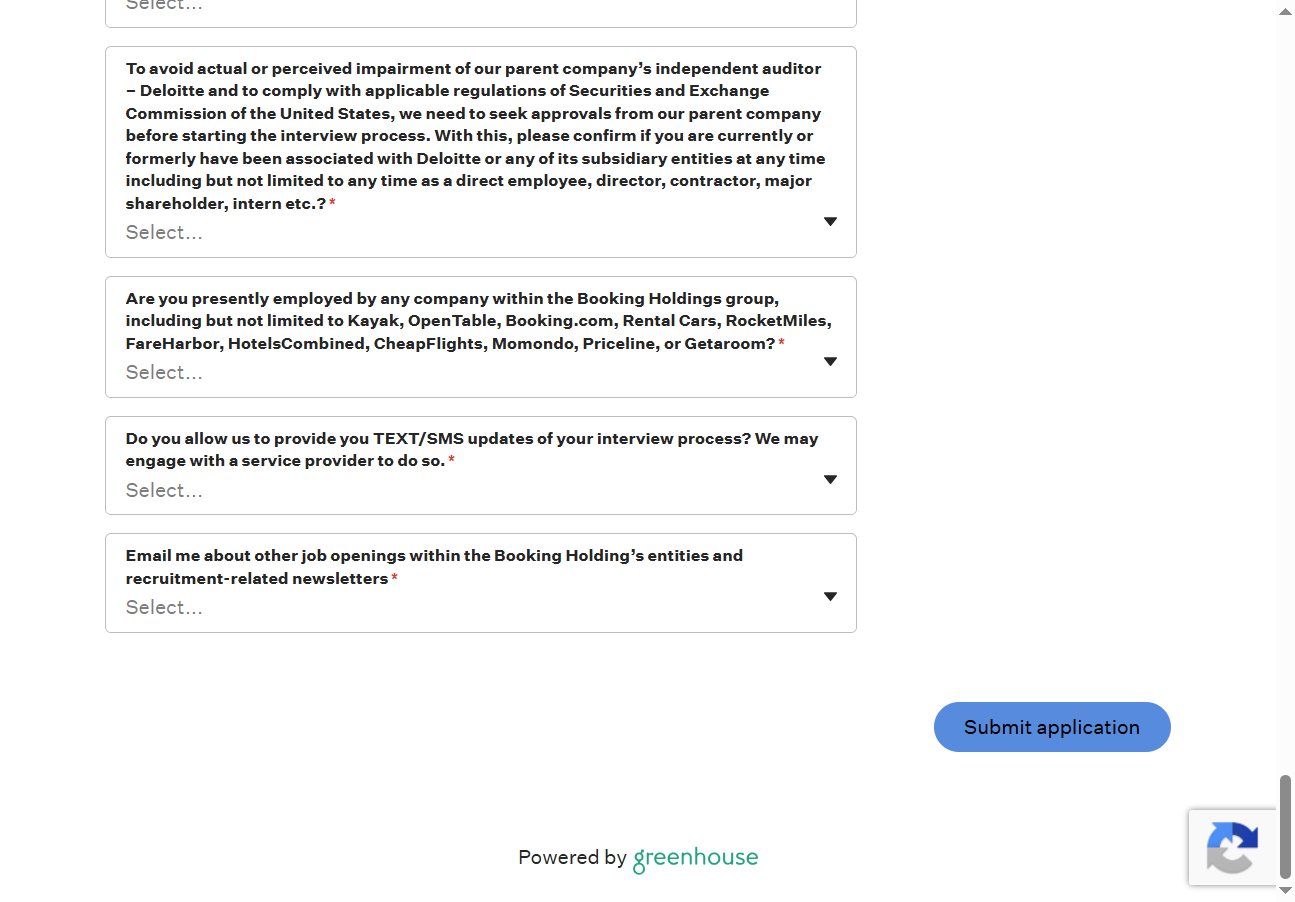 Select...
To avoid actual or perceived impairment of our parent company’s independent auditor
– Deloitte and to comply with applicable regulations of Securities and Exchange
Commission of the United States, we need to seek approvals from our parent company
before starting the interview process. With this, please confirm if you are currently or
formerly have been associated with Deloitte or any of its subsidiary entities at any time
including but not limited to any time as a direct employee, director, contractor, major
shareholder, intern etc.?*
Select...
Are you presently employed by any company within the Booking Holdings group,
including but not limited to Kayak, OpenTable, Booking.com, Rental Cars, RocketMiles,
FareHarbor, HotelsCombined, CheapFlights, Momondo, Priceline, or Getaroom?*
Select...
Do you allow us to provide you TEXT/SMS updates of your interview process? We may
engage with a service provider to do so.*
Select...
Email me about other job openings within the Booking Holding’s entities and
recruitment-related newsletters*
Select...
Submit application
Powered by greenhouse